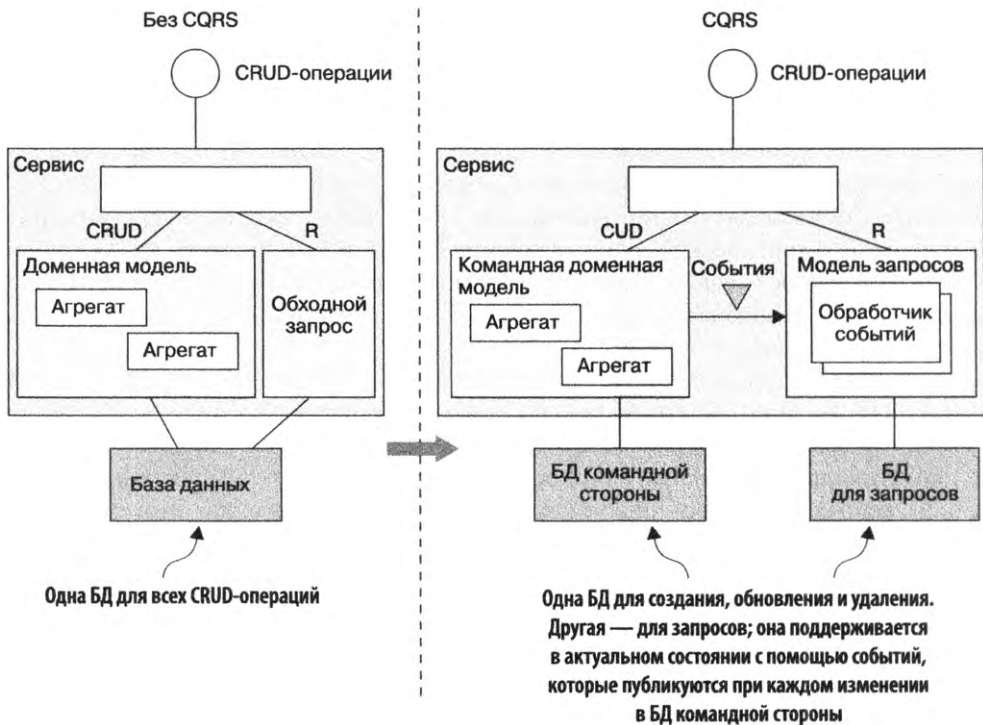 Без CQRS
CRUD-операции
Сервис
CRUD
R
Доменная модель
Агрегат
Агрегат
Обходной
запрос
База данных
Одна БД для всех CRUD-операций
CQRS
CRUD-операции
Сервис
CUD
R
Командная доменная
модель
Агрегат
Агрегат
События
Модель запросов
Обработчик
событий
БД командной
стороны
БД
для запросов
Одна БД для создания, обновления и удаления.
Другая — для запросов; она поддерживается
в актуальном состоянии с помощью событий,
которые публикуются при каждом изменении
в БД командной стороны